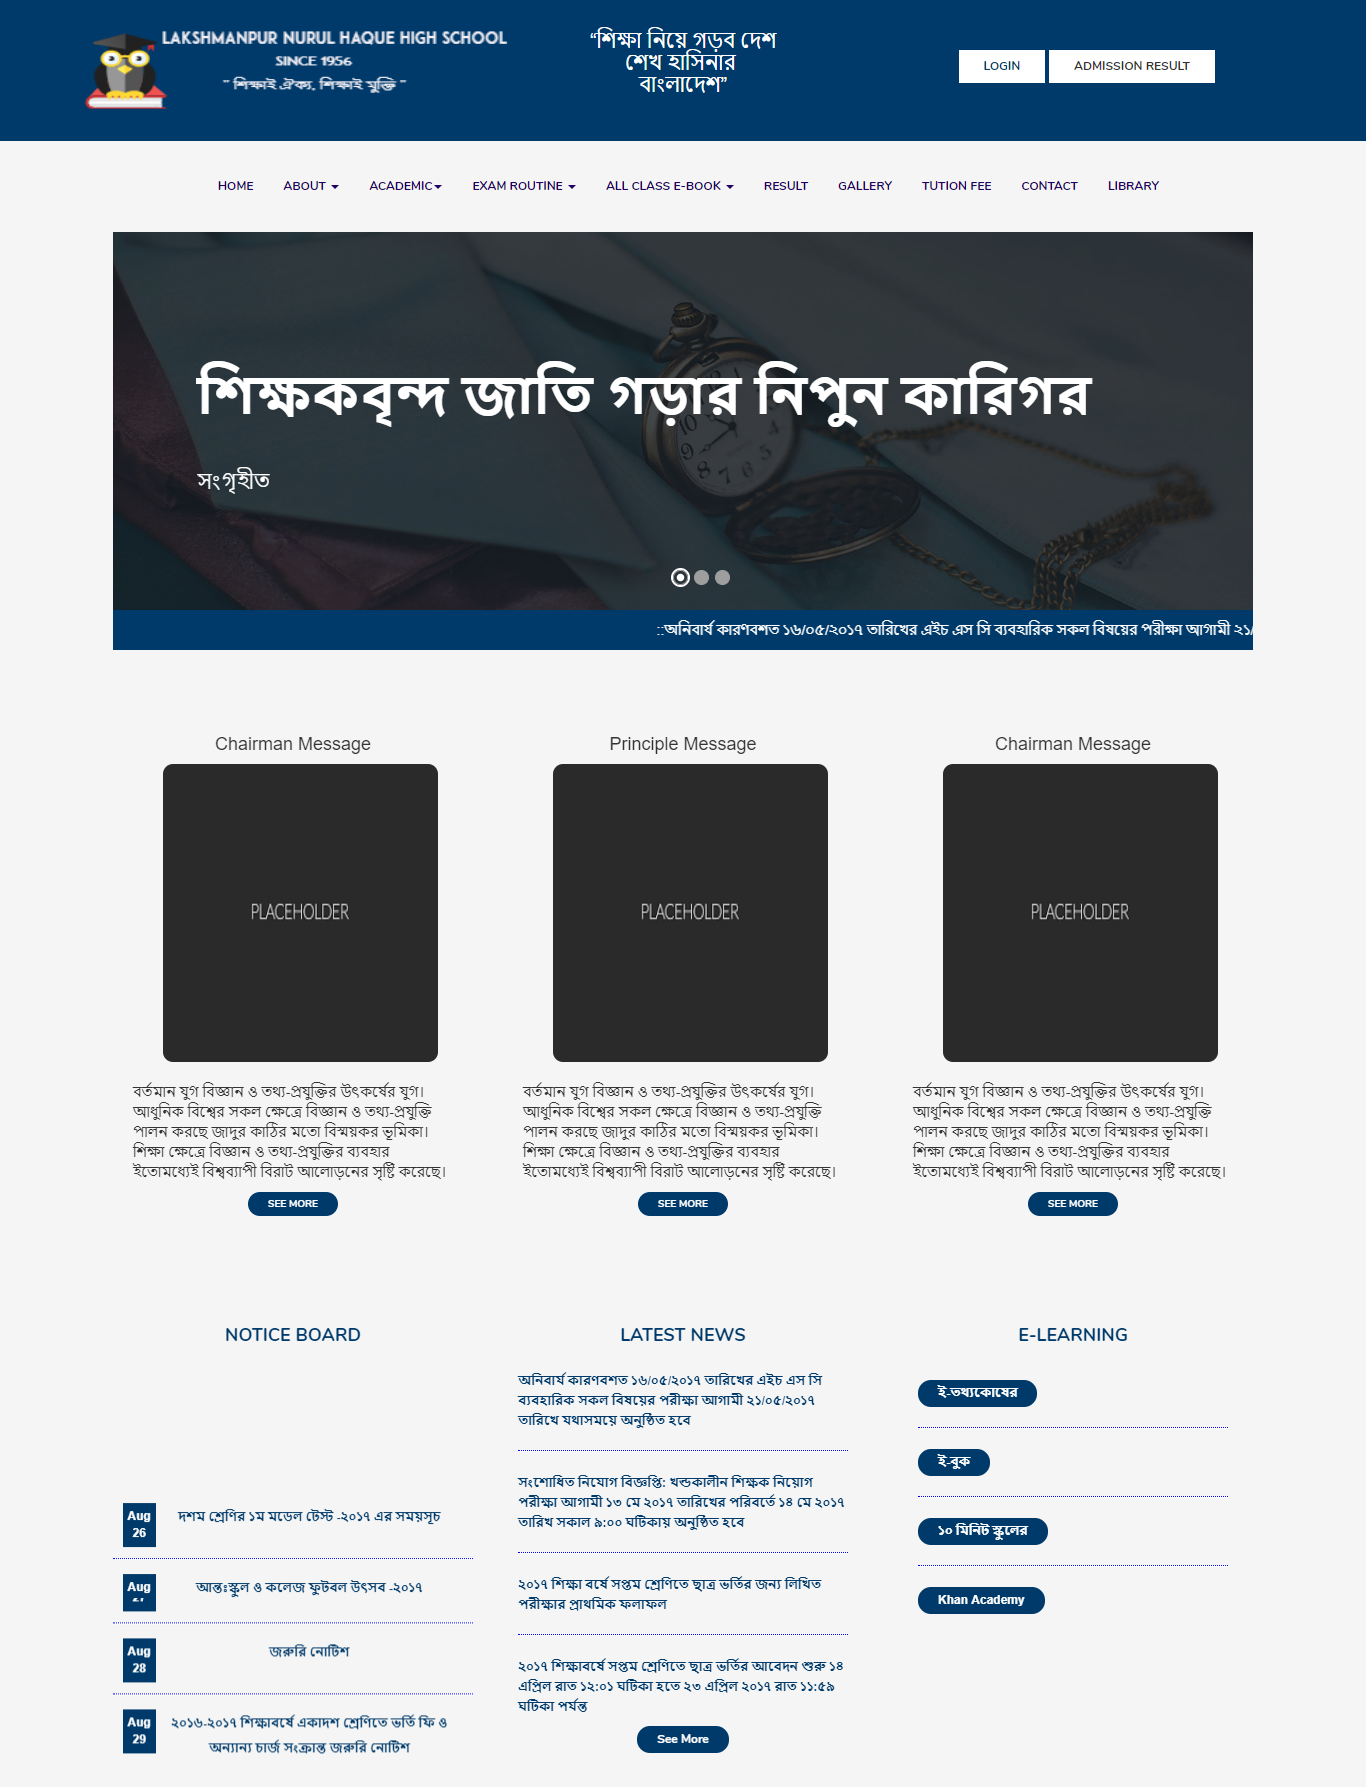 LAKSHMANPUR NURUL HAQUE HIGH SCHOOL
SINCE 1956
" শিক্ষাই ঐক্য, শিক্ষাই মুক্তি "
“শিক্ষা নিয়ে গড়ব দেশ
শেখ হাসিনার
বাংলাদেশ”
LOGIN
ADMISSION RESULT
HOME
ABOUT
ACADEMIC
EXAM ROUTINE
ALL CLASS E-BOOK
RESULT
GALLERY
TUTION FEE
CONTACT
LIBRARY
শিক্ষকবৃন্দ জাতি গড়ার নিপুন কারিগর
সংগৃহীত
::অনিবার্য কারণবশত ১৬/০৫/২০১৭ তারিখের এইচ এস সি ব্যবহারিক সকল বিষয়ের পরীক্ষা আগামী ২১/
Chairman Message
PLACEHOLDER
বর্তমান যুগ বিজ্ঞান ও তথ্য-প্রযুক্তির উৎকর্ষের যুগ।
আধুনিক বিশ্বের সকল ক্ষেত্রে বিজ্ঞান ও তথ্য-প্রযুক্তি
পালন করছে জাদুর কাঠির মতো বিস্ময়কর ভূমিকা।
শিক্ষা ক্ষেত্রে বিজ্ঞান ও তথ্য-প্রযুক্তির ব্যবহার
ইতোমধ্যেই বিশ্বব্যাপী বিরাট আলোড়নের সৃষ্টি করেছে।
SEE MORE
Principle Message
PLACEHOLDER
বর্তমান যুগ বিজ্ঞান ও তথ্য-প্রযুক্তির উৎকর্ষের যুগ।
আধুনিক বিশ্বের সকল ক্ষেত্রে বিজ্ঞান ও তথ্য-প্রযুক্তি
পালন করছে জাদুর কাঠির মতো বিস্ময়কর ভূমিকা।
শিক্ষা ক্ষেত্রে বিজ্ঞান ও তথ্য-প্রযুক্তির ব্যবহার
ইতোমধ্যেই বিশ্বব্যাপী বিরাট আলোড়নের সৃষ্টি করেছে।
SEE MORE
Chairman Message
PLACEHOLDER
বর্তমান যুগ বিজ্ঞান ও তথ্য-প্রযুক্তির উৎকর্ষের যুগ।
আধুনিক বিশ্বের সকল ক্ষেত্রে বিজ্ঞান ও তথ্য-প্রযুক্তি
পালন করছে জাদুর কাঠির মতো বিস্ময়কর ভূমিকা।
শিক্ষা ক্ষেত্রে বিজ্ঞান ও তথ্য-প্রযুক্তির ব্যবহার
ইতোমধ্যেই বিশ্বব্যাপী বিরাট আলোড়নের সৃষ্টি করেছে।
SEE MORE
NOTICE BOARD
Aug
26
দশম শ্রেণির ১ম মডেল টেস্ট -২০১৭ এর সময়সূচ
Aug
আন্তঃস্কুল ও কলেজ ফুটবল উৎসব -২০১৭
Aug
28
জরুরি নোটিশ
Aug
29
২০১৬-২০১৭ শিক্ষাবর্ষে একাদশ শ্রেণিতে ভর্তি ফি ও
অন্যান্য চার্জ সংক্রান্ত জরুরি নোটিশ
LATEST NEWS
অনিবার্য কারণবশত ১৬/০৫/২০১৭ তারিখের এইচ এস সি
ব্যবহারিক সকল বিষয়ের পরীক্ষা আগামী ২১/০৫/২০১৭
তারিখে যথাসময়ে অনুষ্ঠিত হবে
সংশোধিত নিযোগ বিজ্ঞপ্তি: খন্ডকালীন শিক্ষক নিয়োগ
পরীক্ষা আগামী ১৩ মে ২০১৭ তারিখের পরিবর্তে ১৪ মে ২০১৭
তারিখ সকাল ৯:০০ ঘটিকায় অনুষ্ঠিত হবে
২০১৭ শিক্ষা বর্ষে সপ্তম শ্রেণিতে ছাত্র ভর্তির জন্য লিখিত
পরীক্ষার প্রাথমিক ফলাফল
২০১৭ শিক্ষাবর্ষে সপ্তম শ্রেণিতে ছাত্র ভর্তির আবেদন শুরু ১৪
এপ্রিল রাত ১২:০১ ঘটিকা হতে ২৩ এপ্রিল ২০১৭ রাত ১১:৫৯
ঘটিকা পর্যন্ত
See More
E-LEARNING
ই-তথ্যকোষের
ই-বুক
১০ মিনিট স্কুলের
Khan Academy